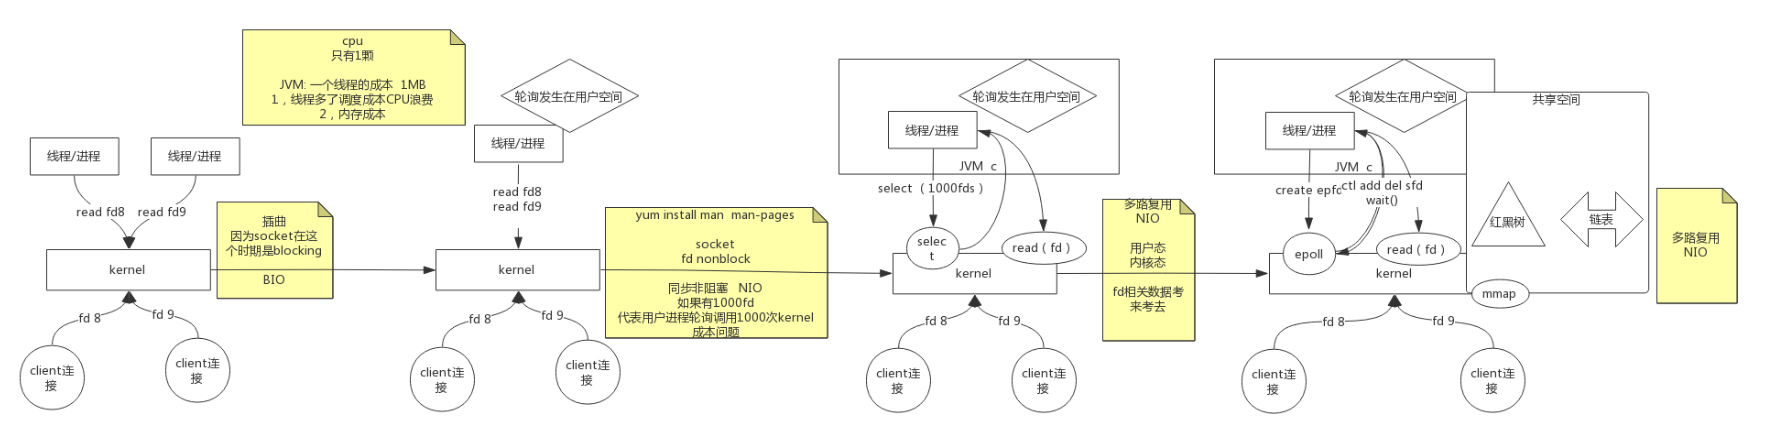 cpu
只有1颗
JVM: 一个线程的成本 1MB
1，线程多了调度成本CPU浪费
2，内存成本
线程/进程
线程/进程
read fd8
read fd9
kernel
fd 8
fd 9
client连
接
client连
接
插曲
因为socket在这
个时期是blocking
BIO
轮询发生在用户空间
线程/进程
read fd8
read fd9
kernel
fd 8
fd 9
client连
接
client连
接
yum install man man-pages
socket
fd nonblock
同步非阻塞 NIO
如果有1000fd
代表用户进程轮询调用1000次kernel
成本问题
轮询发生在用户空间
线程/进程
JVM c
select（1000fds）
selec
t
read（fd）
kernel
fd 8
fd 9
client连
接
client连
接
多路复用
NIO
用户态
内核态
fd相关数据考
来考去
轮询发生在用户空间
线程/进程
JVM c
create epfd
ctl add del sfd
wait()
epoll
read（fd）
kernel
fd 8
fd 9
client连
接
client连
接
共享空间
红黑树
链表
mmap
多路复用
NIO